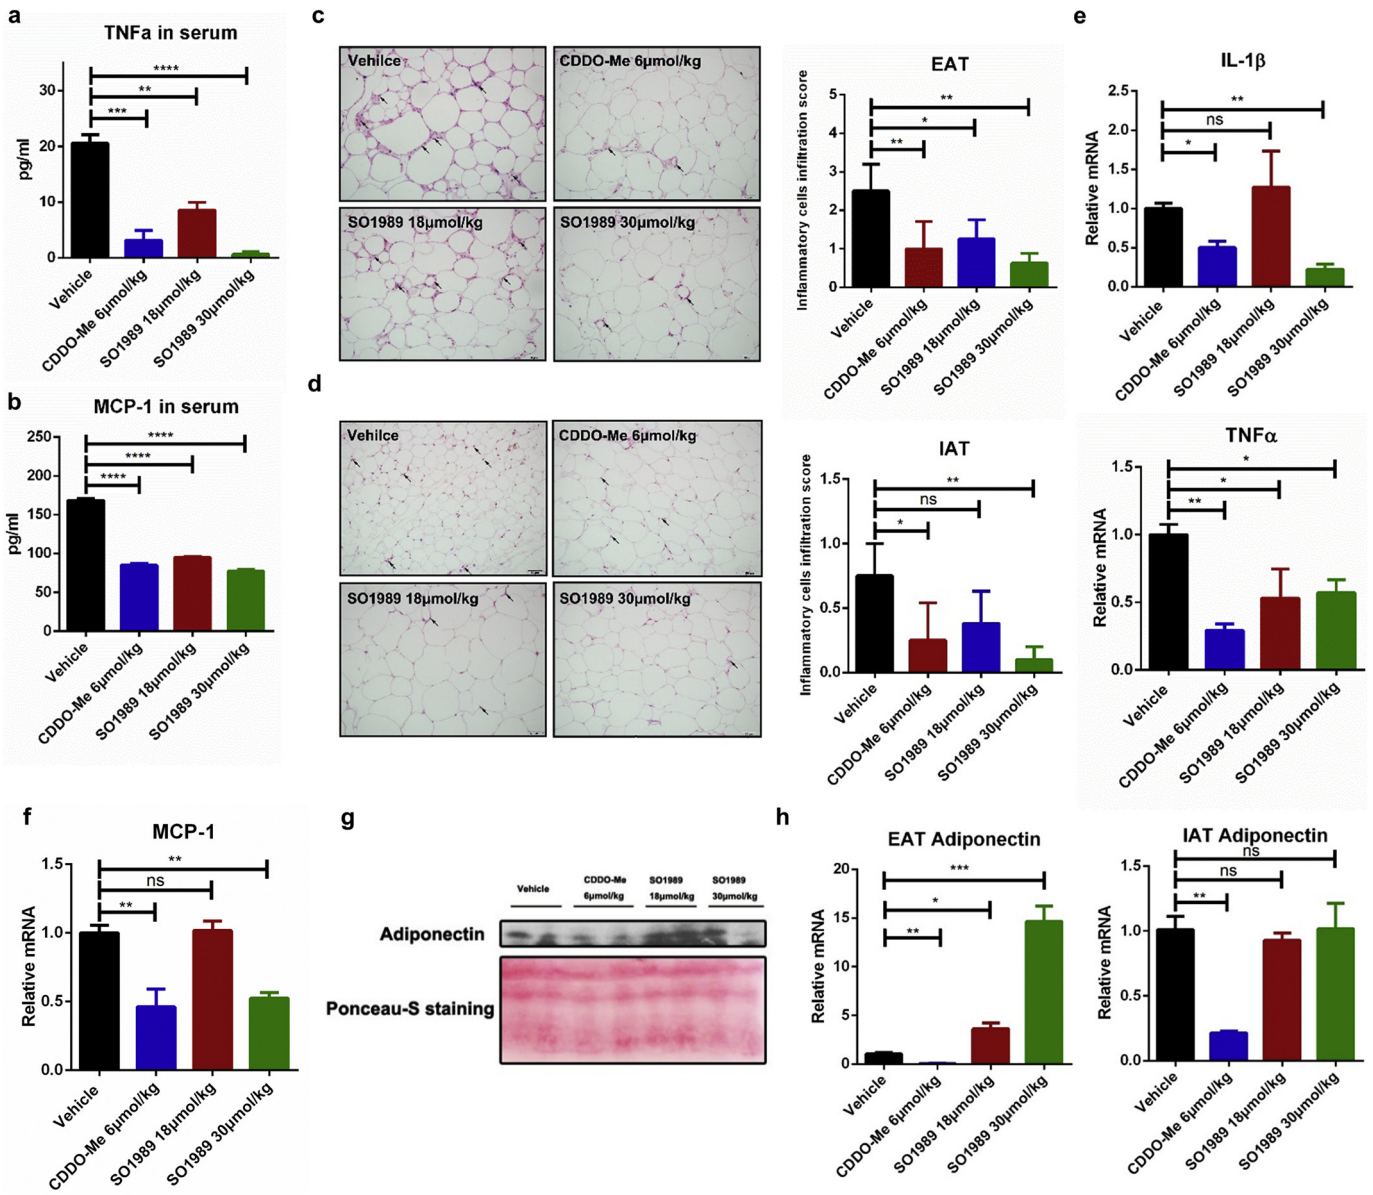 a
TNFa in serum
pg/ml
30
20
10
0
****
**
***
Vehicle
CDDO-Me 6μmol/kg
SO1989 18μmol/kg
SO1989 30μmol/kg
b
MCP-1 in serum
pg/ml
250
200
150
100
50
0
****
****
****
Vehicle
CDDO-Me 6μmol/kg
SO1989 18μmol/kg
SO1989 30μmol/kg
c
Vehilce
CDDO-Me 6μmol/kg
SO1989 18μmol/kg
SO1989 30μmol/kg
EAT
Inflammatory cells infiltration score
5
4
3
2
1
0
**
*
**
Vehicle
CDDO-Me 6μmol/kg
SO1989 18μmol/kg
SO1989 30μmol/kg
d
Vehilce
CDDO-Me 6μmol/kg
SO1989 18μmol/kg
SO1989 30μmol/kg
IAT
Inflammatory cells infiltration score
1.5
1.0
0.5
0.0
**
ns
*
Vehicle
CDDO-Me 6μmol/kg
SO1989 18μmol/kg
SO1989 30μmol/kg
e
IL-1β
Relative mRNA
2.5
2.0
1.5
1.0
0.5
0.0
**
ns
*
Vehicle
CDDO-Me 6μmol/kg
SO1989 18μmol/kg
SO1989 30μmol/kg
TNFα
Relative mRNA
1.5
1.0
0.5
0.0
*
*
**
Vehicle
CDDO-Me 6μmol/kg
SO1989 18μmol/kg
SO1989 30μmol/kg
f
MCP-1
Relative mRNA
1.5
1.0
0.5
0.0
**
ns
**
Vehicle
CDDO-Me 6μmol/kg
SO1989 18μmol/kg
SO1989 30μmol/kg
g
Vehicle
CDDO-Me
6μmol/kg
SO1989
18μmol/kg
SO1989
30μmol/kg
Adiponectin
Ponceau-S staining
h
EAT Adiponectin
Relative mRNA
20
15
10
5
0
***
*
**
Vehicle
CDDO-Me 6μmol/kg
SO1989 18μmol/kg
SO1989 30μmol/kg
IAT Adiponectin
Relative mRNA
1.5
1.0
0.5
0.0
ns
ns
**
Vehicle
CDDO-Me 6μmol/kg
SO1989 18μmol/kg
SO1989 30μmol/kg